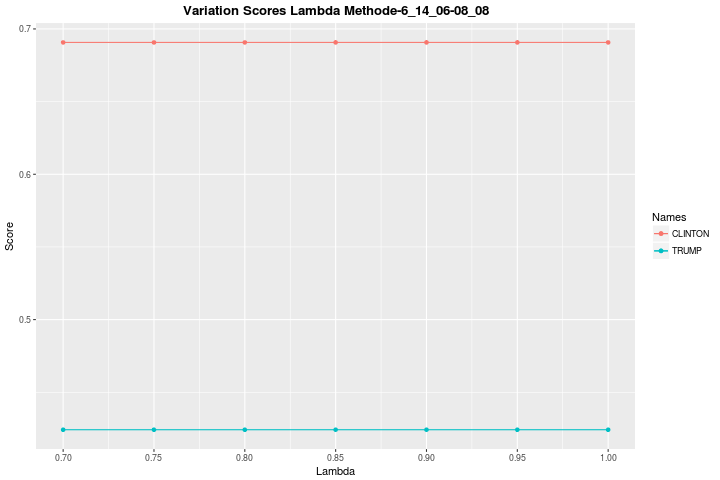 Variation Scores Lambda Methode-6_14_06-08_08
0.7
0.6
0.5
Score
0.70 0.75 0.80 0.85 0.90 0.95 1.00
Lambda
Names
CLINTON
TRUMP